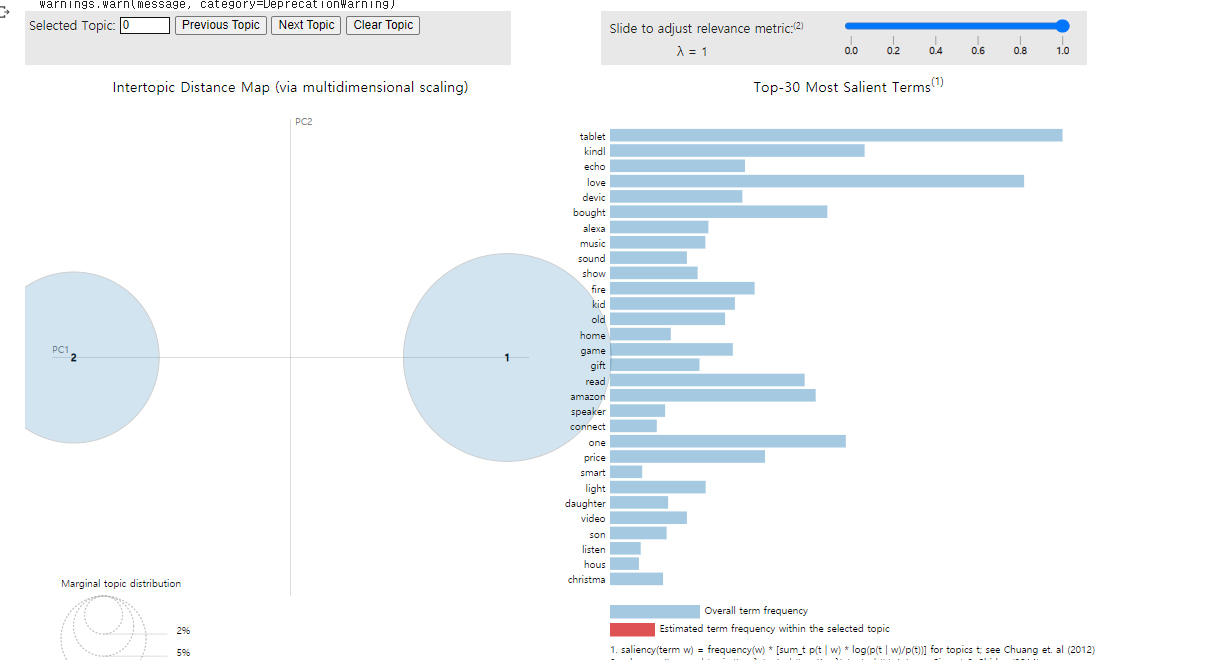 warnings.warn(message, category=DeprecationWarning)
Selected Topic: 0 Previous Topic Next Topic Clear Topic
Slide to adjust relevance metric:(2)
λ = 1
0.0 0.2 0.4 0.6 0.8 1.0
Intertopic Distance Map (via multidimensional scaling)
PC2
PC1
2
1
Marginal topic distribution
2%
5%
Top-30 Most Salient Terms(1)
tablet
kindl
echo
love
devic
bought
alexa
music
sound
show
fire
kid
old
home
game
gift
read
amazon
speaker
connect
one
price
smart
light
daughter
video
son
listen
hous
christma
Overall term frequency
Estimated term frequency within the selected topic
1. saliency(term w) = frequency(w) * [sum_t p(t | w) * log(p(t | w)/p(t))] for topics t; see Chuang et. al (2012)